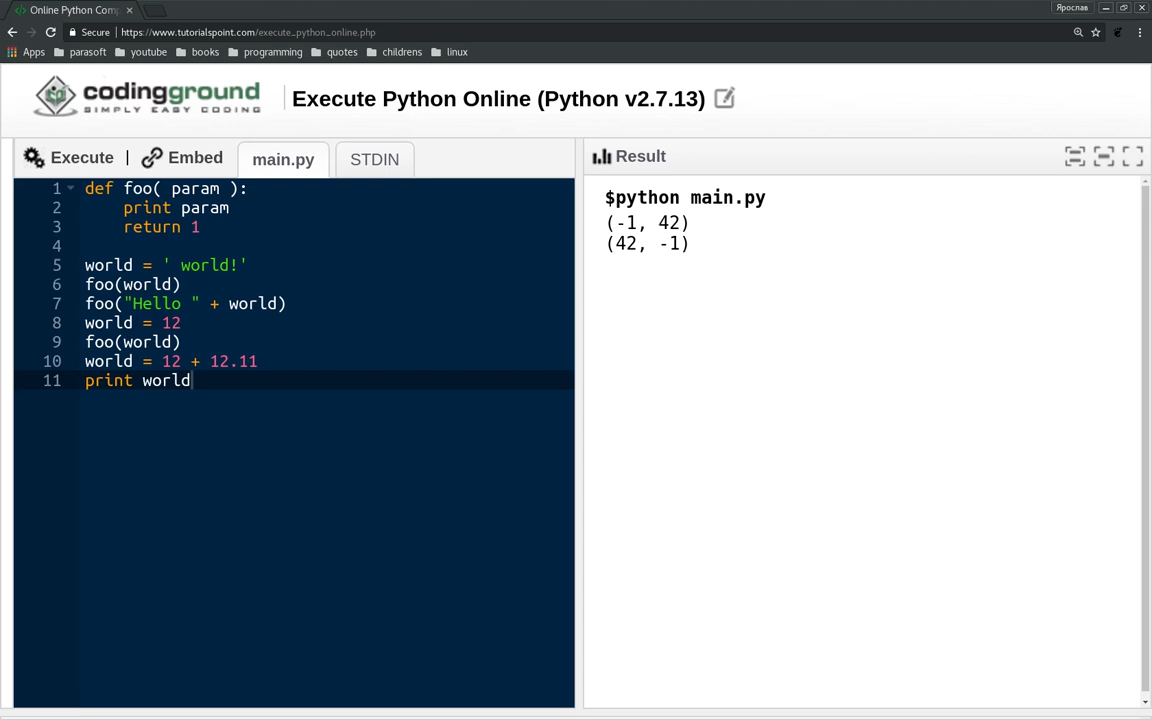 Online Python Comp
Ярослав
Secure | https://www.tutorialspoint.com/execute_python_online.php
Apps parasoft youtube books programming quotes childrens linux
codingground
SIMPLY EASY CODING
Execute Python Online (Python v2.7.13)
Execute | Embed main.py STDIN
Result
1 def foo( param ):
2     print param
3     return 1
4
5 world = ' world!'
6 foo(world)
7 foo("Hello " + world)
8 world = 12
9 foo(world)
10 world = 12 + 12.11
11 print world
$python main.py
(-1, 42)
(42, -1)